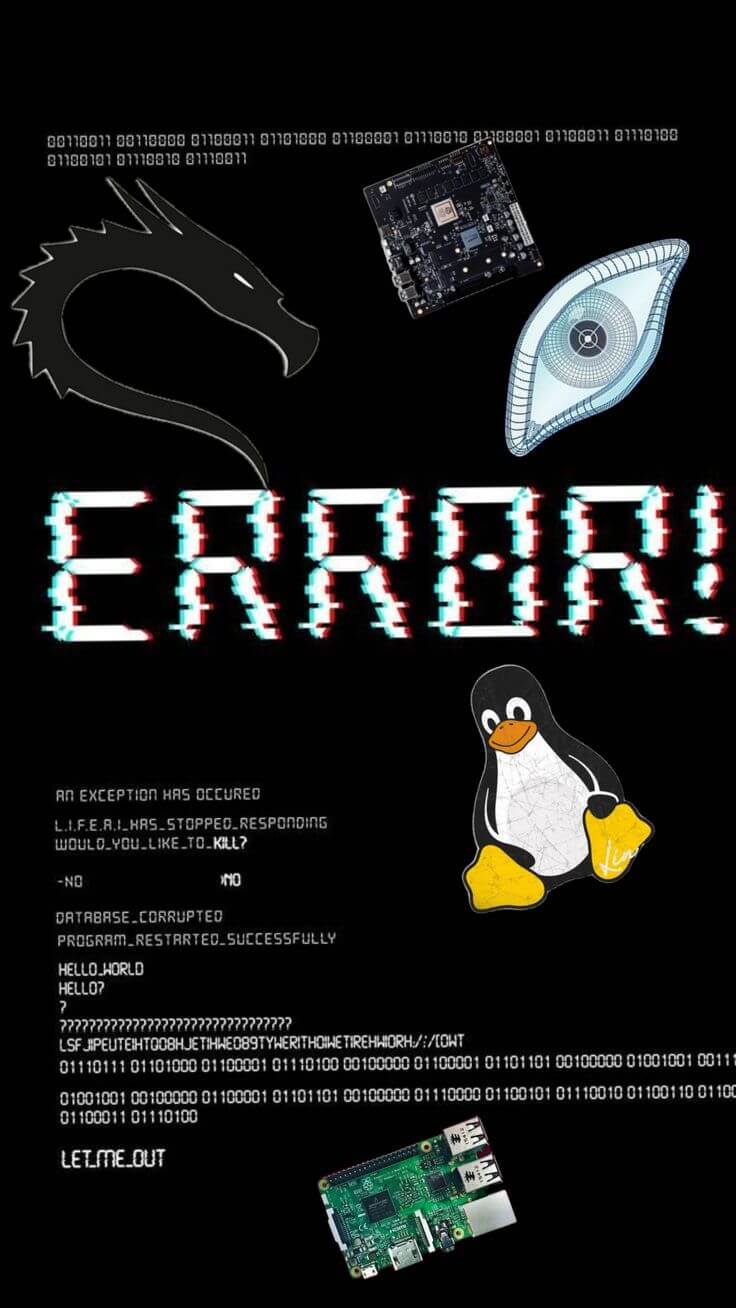 00110011 00110000 01100011 01101000 01100001 01110010 01100001 01100011 01110100
01100101 01110010 01110011
ERROR!
AN EXCEPTION HAS OCCURED
L.I.F.E.A.I_HAS_STOPPED_RESPONDING
WOULD_YOU_LIKE_TO_KILL?
-NO >NO
DATABASE_CORRUPTED
PROGRAM_RESTARTED_SUCCESSFULLY
HELLO_WORLD
HELLO?
?
????????????????????????????????
01110111 01101000 01100001 01110100 00100000 01100001 01101101 00100000 01001001 00111
01001001 00100000 01100001 01101101 00100000 01110000 01100101 01110010 01100110 01100
01100011 01110100
LET_ME_OUT